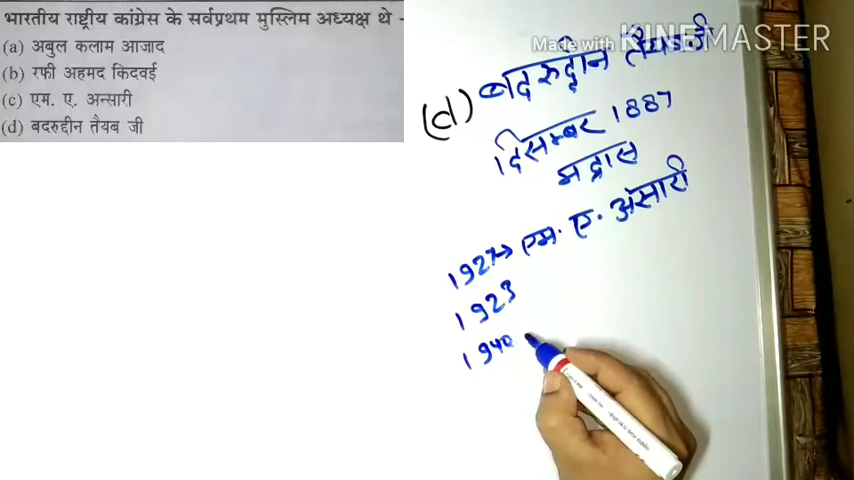 भारतीय राष्ट्रीय कांग्रेस के सर्वप्रथम मुस्लिम अध्यक्ष थे -
(a) अबुल कलाम आजाद
(b) रफी अहमद किदवई
(c) एम. ए. अन्सारी
(d) बदरुद्दीन तैयब जी
Made with KINEMASTER
(d) बदरुद्दीन तैयबजी
दिसम्बर 1887
मद्रास
1927→ एम. ए. अंसारी
1923
1940